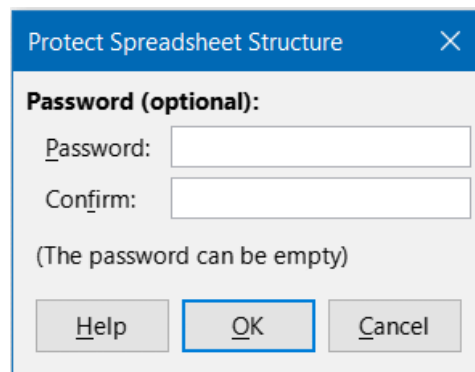 Protect Spreadsheet Structure
Password (optional):
Password:
Confirm:
(The password can be empty)
Help OK Cancel